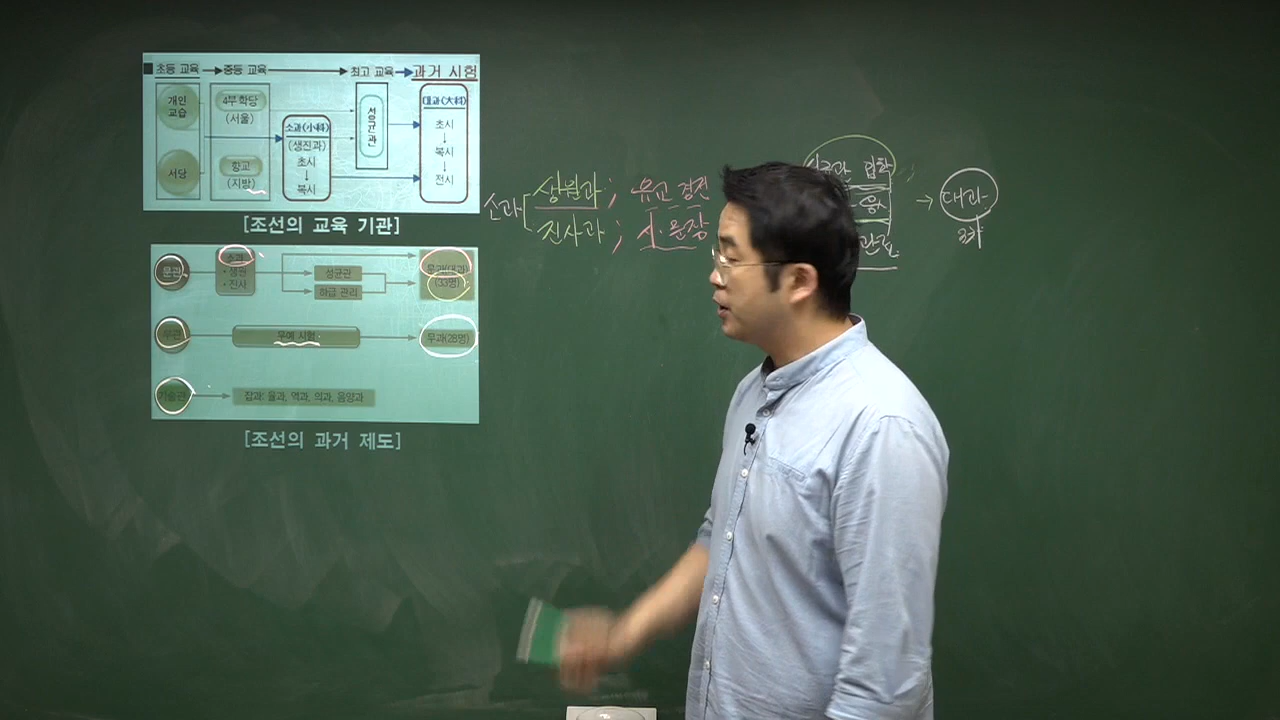 ■ 초등 교육 → 중등 교육 → 최고 교육 → 과거 시험
개인
교습
서당
4부학당
(서울)
향교
(지방)
소과(小科)
(생진과)
초시
↓
복시
성균관
대과(大科)
초시
↓
복시
↓
전시
[조선의 교육 기관]
문관
소과
• 생원
• 진사
성균관
하급 관리
문과(대과)
(33명)
무관
무예 시험
무과(28명)
기술관
잡과: 율과, 역과, 의과, 음양과
[조선의 과거 제도]
소과
생원과 ; 유교 경전
진사과 ; 시·문장
입학
응시
→ 대과